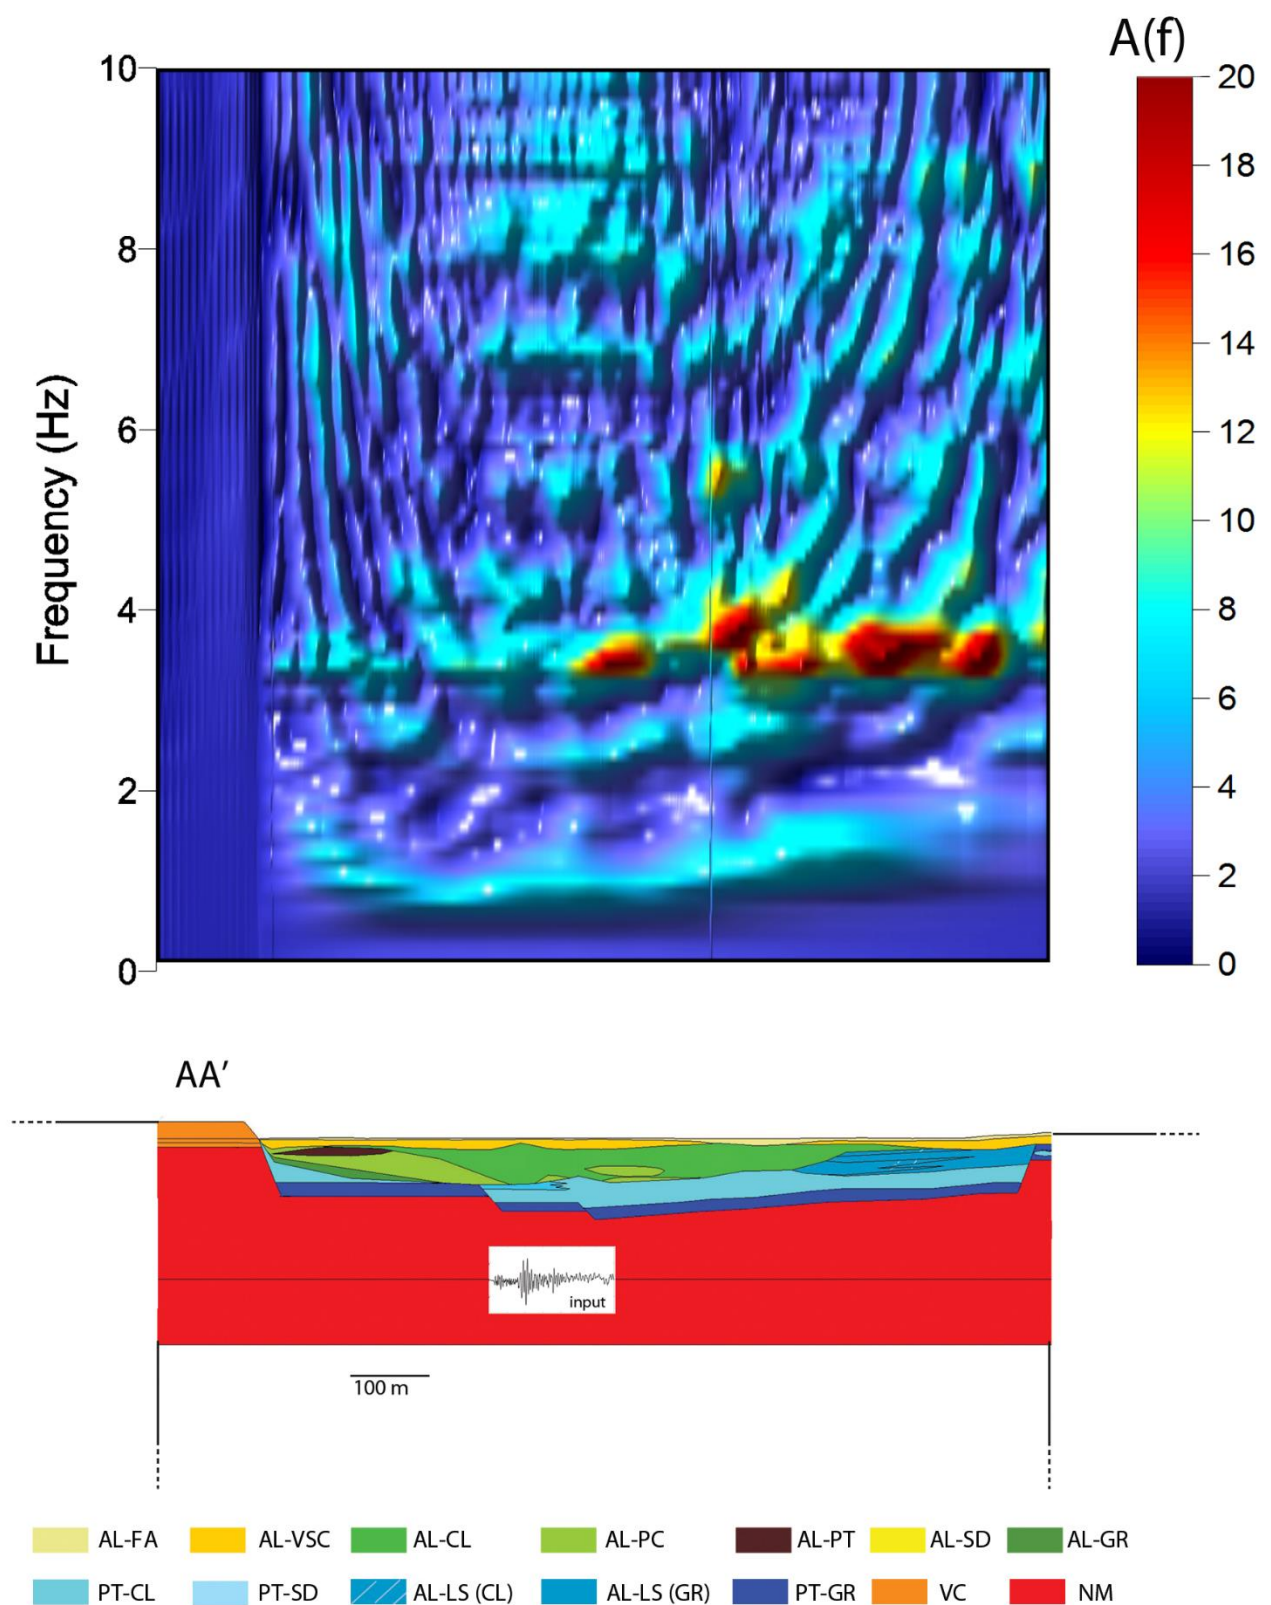 A(f)
10
8
6
4
2
0
Frequency (Hz)
20
18
16
14
12
10
8
6
4
2
0
AA’
input
100 m
AL-FA AL-VSC AL-CL AL-PC AL-PT AL-SD AL-GR
PT-CL PT-SD AL-LS (CL) AL-LS (GR) PT-GR VC NM